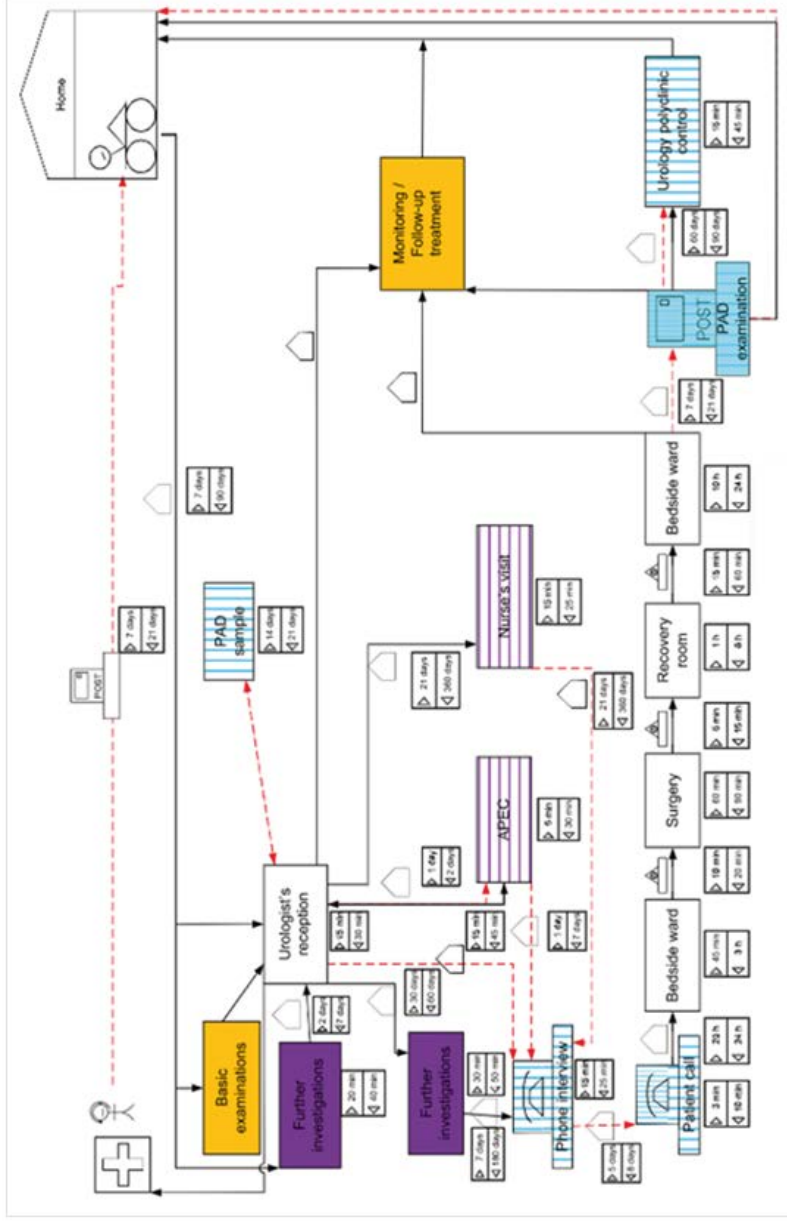 Home
POST
▷ 7 days
◁ 21 days
▷ 7 days
◁ 90 days
Basic
examinations
Further
investigations
▷ 20 min
◁ 40 min
▷ 2 days
◁ 7 days
Urologist's
reception
◁ 30 min
PAD
sample
▷ 14 days
◁ 21 days
Monitoring /
Follow-up
treatment
Further
investigations
▷ 30 min
◁ 50 min
▷ 30 days
◁ 60 days
▷ 1 day
◁ 2 days
▷ 15 min
◁ 45 min
APEC
▷ 5 min
◁ 30 min
▷ 1 day
◁ 7 days
▷ 21 days
◁ 360 days
Nurse's visit
▷ 15 min
◁ 25 min
▷ 21 days
◁ 360 days
▷ 7 days
◁ 180 days
Phone interview
▷ 15 min
◁ 25 min
▷ 5 days
◁ 8 days
Patient call
▷ 3 min
◁ 10 min
◁ 24 h
Bedside ward
▷ 45 min
◁ 3 h
▷ 10 min
◁ 20 min
Surgery
▷ 60 min
◁ 90 min
▷ 5 min
◁ 15 min
Recovery
room
▷ 1 h
◁ 8 h
▷ 15 min
◁ 60 min
Bedside ward
▷ 10 h
◁ 24 h
▷ 7 days
◁ 21 days
POST
PAD
examination
▷ 60 days
◁ 90 days
Urology polyclinic
control
▷ 15 min
◁ 45 min